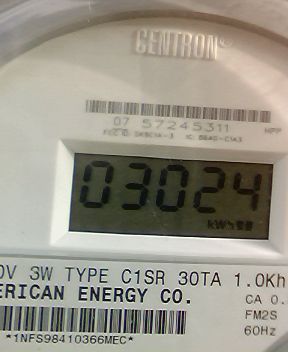 CENTRON®
07 57245311
HPP
03024
kWh
0V 3W TYPE C1SR 30TA 1.0Kh
ERICAN ENERGY CO.
CA 0.
FM2S
60Hz
*1NFS98410366MEC*